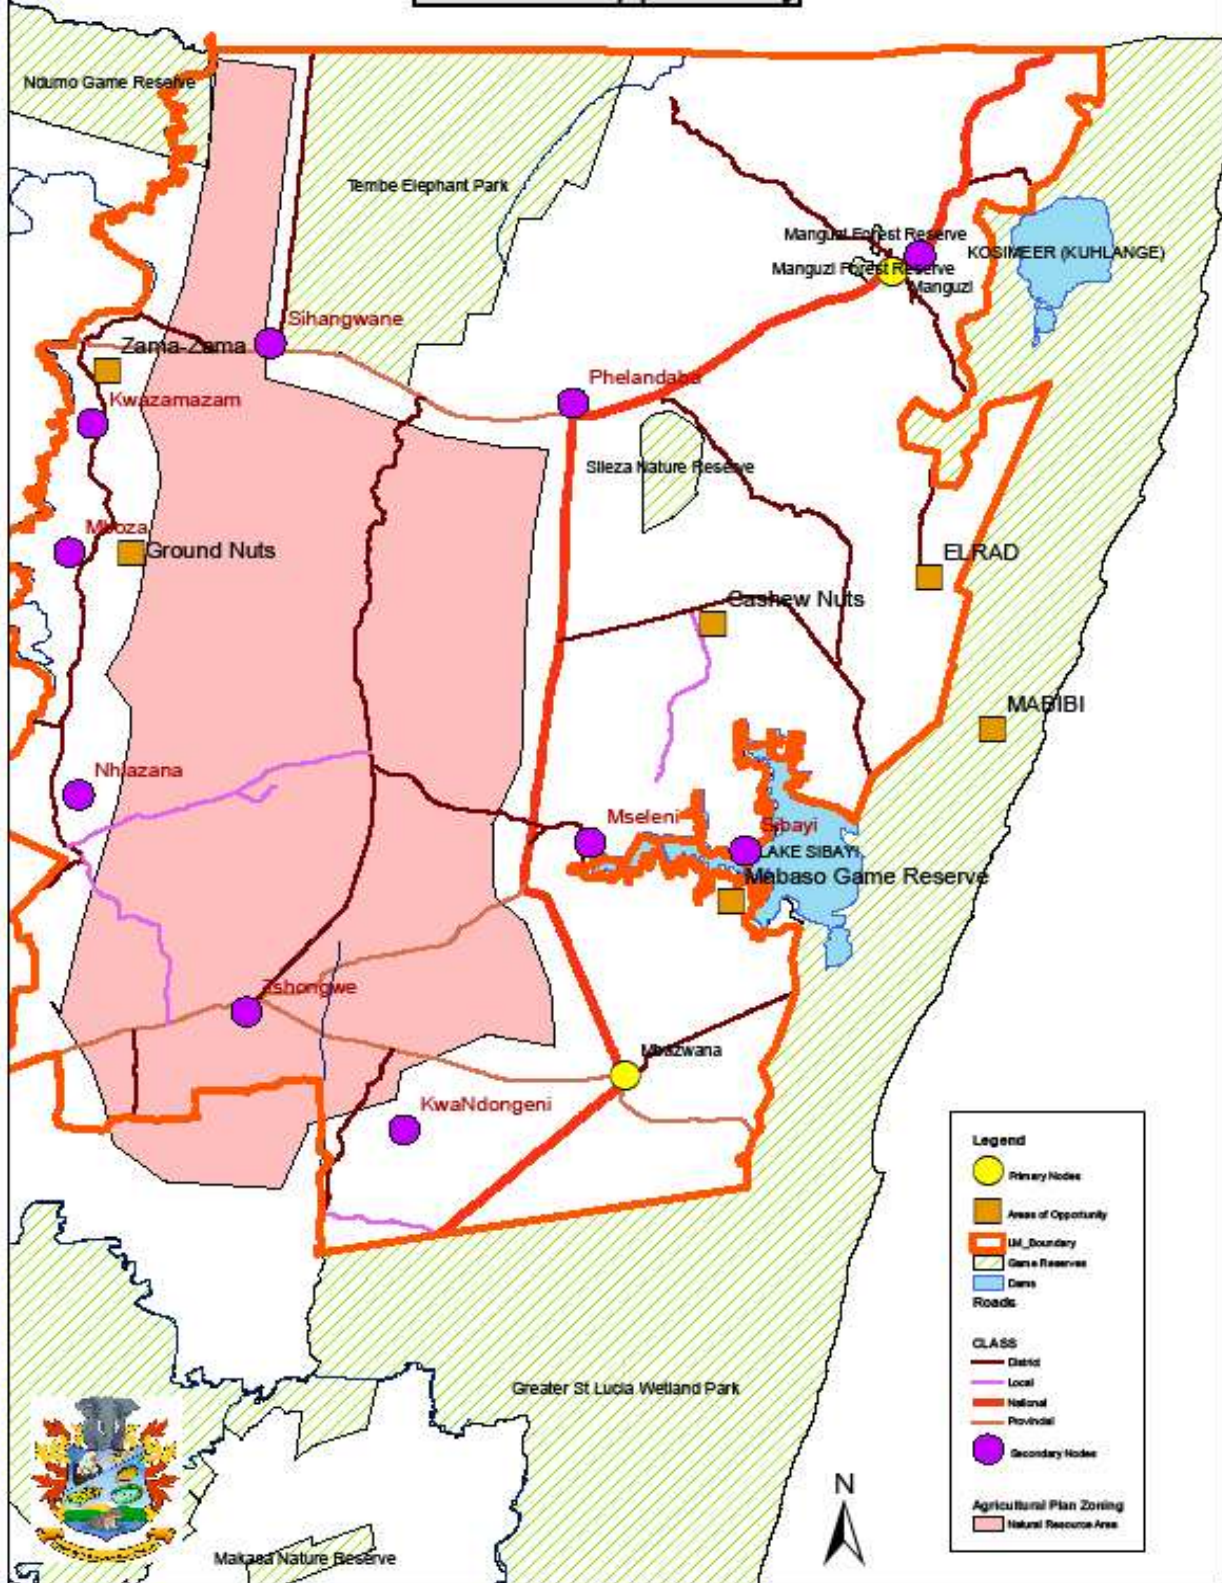 Ndumo Game Reserve
Tembe Elephant Park
Manguzi Forest Reserve
KOSIMEER (KUHLANGE)
Manguzi Forest Reserve
Manguzi
Sihangwane
Zama-Zama
Phelandaba
Kwazamazam
Sileza Nature Reserve
Mboza
Ground Nuts
ELRAD
Cashew Nuts
MABIBI
Nhlazana
Mseleni
Sibayi
LAKE SIBAYI
Mabaso Game Reserve
Tshongwe
Mbazwana
KwaNdongeni
Legend
Primary Nodes
Areas of Opportunity
LM_Boundary
Game Reserves
Dams
Roads
CLASS
District
Local
National
Provincial
Secondary Nodes
Agricultural Plan Zoning
Natural Resource Area
Greater St Lucia Wetland Park
N
Makasa Nature Reserve